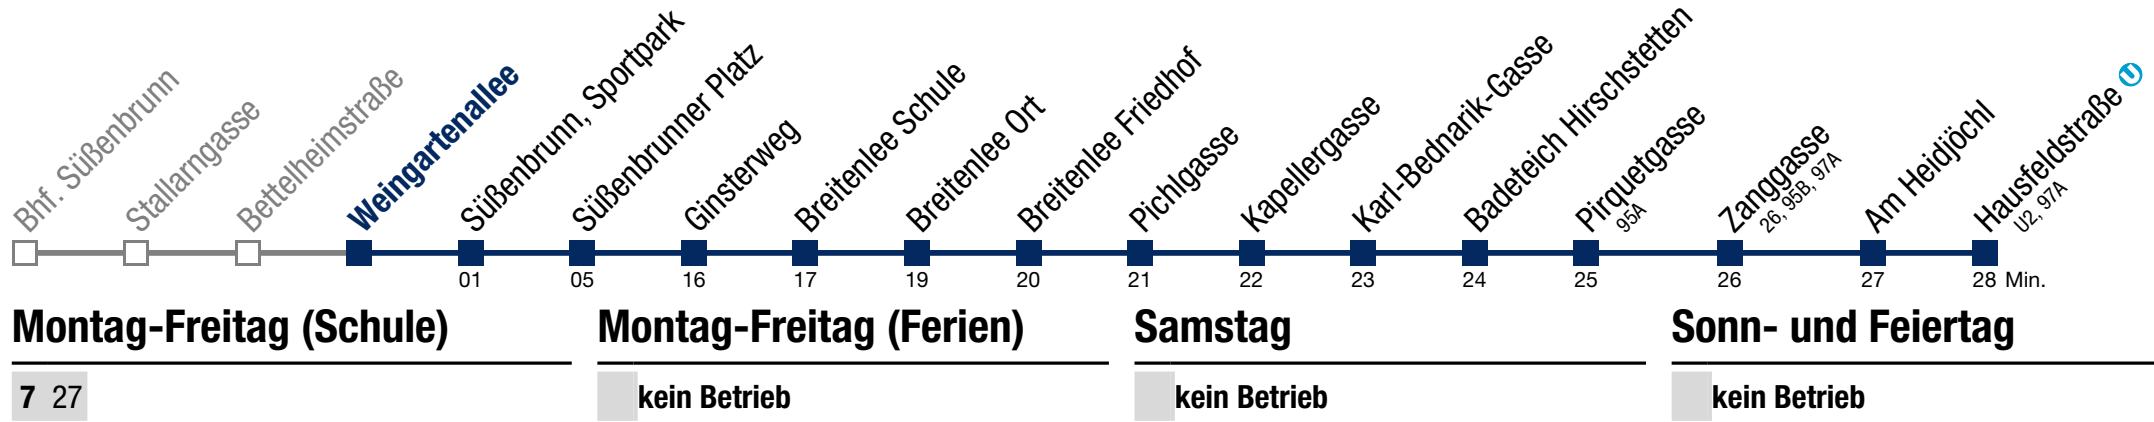 Bhf. Süßenbrunn
Stallarngasse
Bettelheimstraße
Weingartenallee
Süßenbrunn, Sportpark
Süßenbrunner Platz
Ginsterweg
Breitenlee Schule
Breitenlee Ort
Breitenlee Friedhof
Pichlgasse
Kapellergasse
Karl-Bednarik-Gasse
Badeteich Hirschstetten
Pirquetgasse
95A
Zanggasse
26, 95B, 97A
Am Heidjöchl
Hausfeldstraße
U2, 97A
01 05 16 17 19 20 21 22 23 24 25 26 27 28 Min.
Montag-Freitag (Schule)
7 27
Montag-Freitag (Ferien)
kein Betrieb
Samstag
kein Betrieb
Sonn- und Feiertag
kein Betrieb